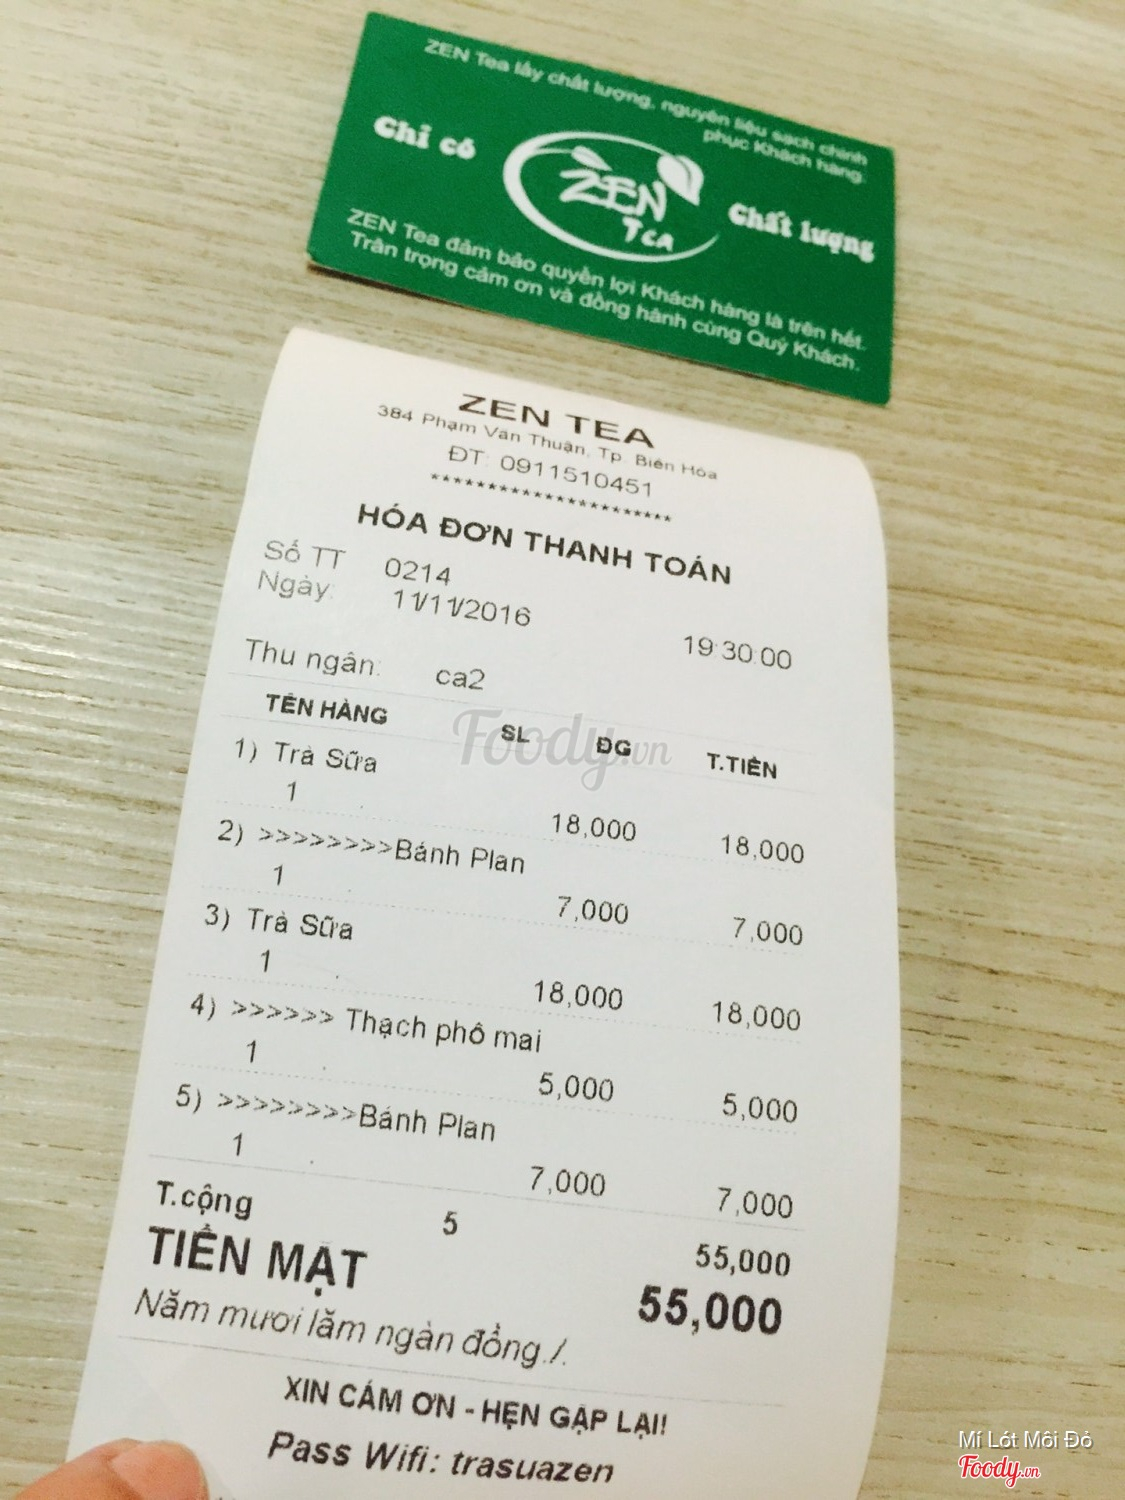 ZEN Tea lấy chất lượng, nguyên liệu sạch chinh
phục Khách hàng.
Chỉ có
ZEN
Tea
Chất lượng
ZEN Tea đảm bảo quyền lợi Khách hàng là trên hết.
Trân trọng cảm ơn và đồng hành cùng Quý Khách.
ZEN TEA
384 Phạm Văn Thuận, Tp. Biên Hòa
ĐT: 0911510451
***********************
HÓA ĐƠN THANH TOÁN
Số TT 0214
Ngày: 11/11/2016 19:30:00
Thu ngân: ca2
TÊN HÀNG SL ĐG T.TIỀN
1) Trà Sữa
1 18,000 18,000
2) >>>>>>>>Bánh Plan
1 7,000 7,000
3) Trà Sữa
1 18,000 18,000
4) >>>>>> Thạch phô mai
1 5,000 5,000
5) >>>>>>>>Bánh Plan
1 7,000 7,000
T.cộng 5 55,000
TIỀN MẶT 55,000
Năm mươi lăm ngàn đồng./.
XIN CÁM ƠN - HẸN GẶP LẠI!
Pass Wifi: trasuazen
Foody.vn
Mí Lót Môi Đỏ
Foody.vn